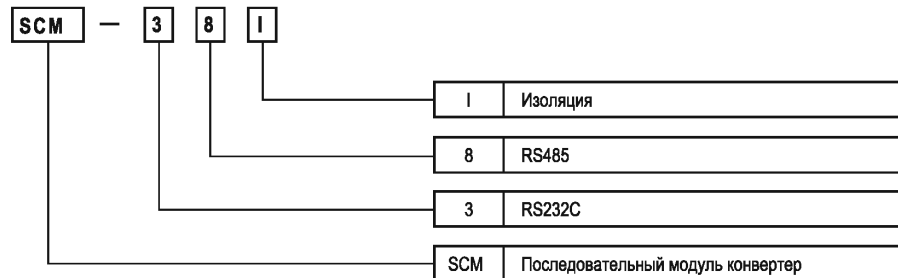 SCM — 3 8 I
I Изоляция
8 RS485
3 RS232C
SCM Последовательный модуль конвертер